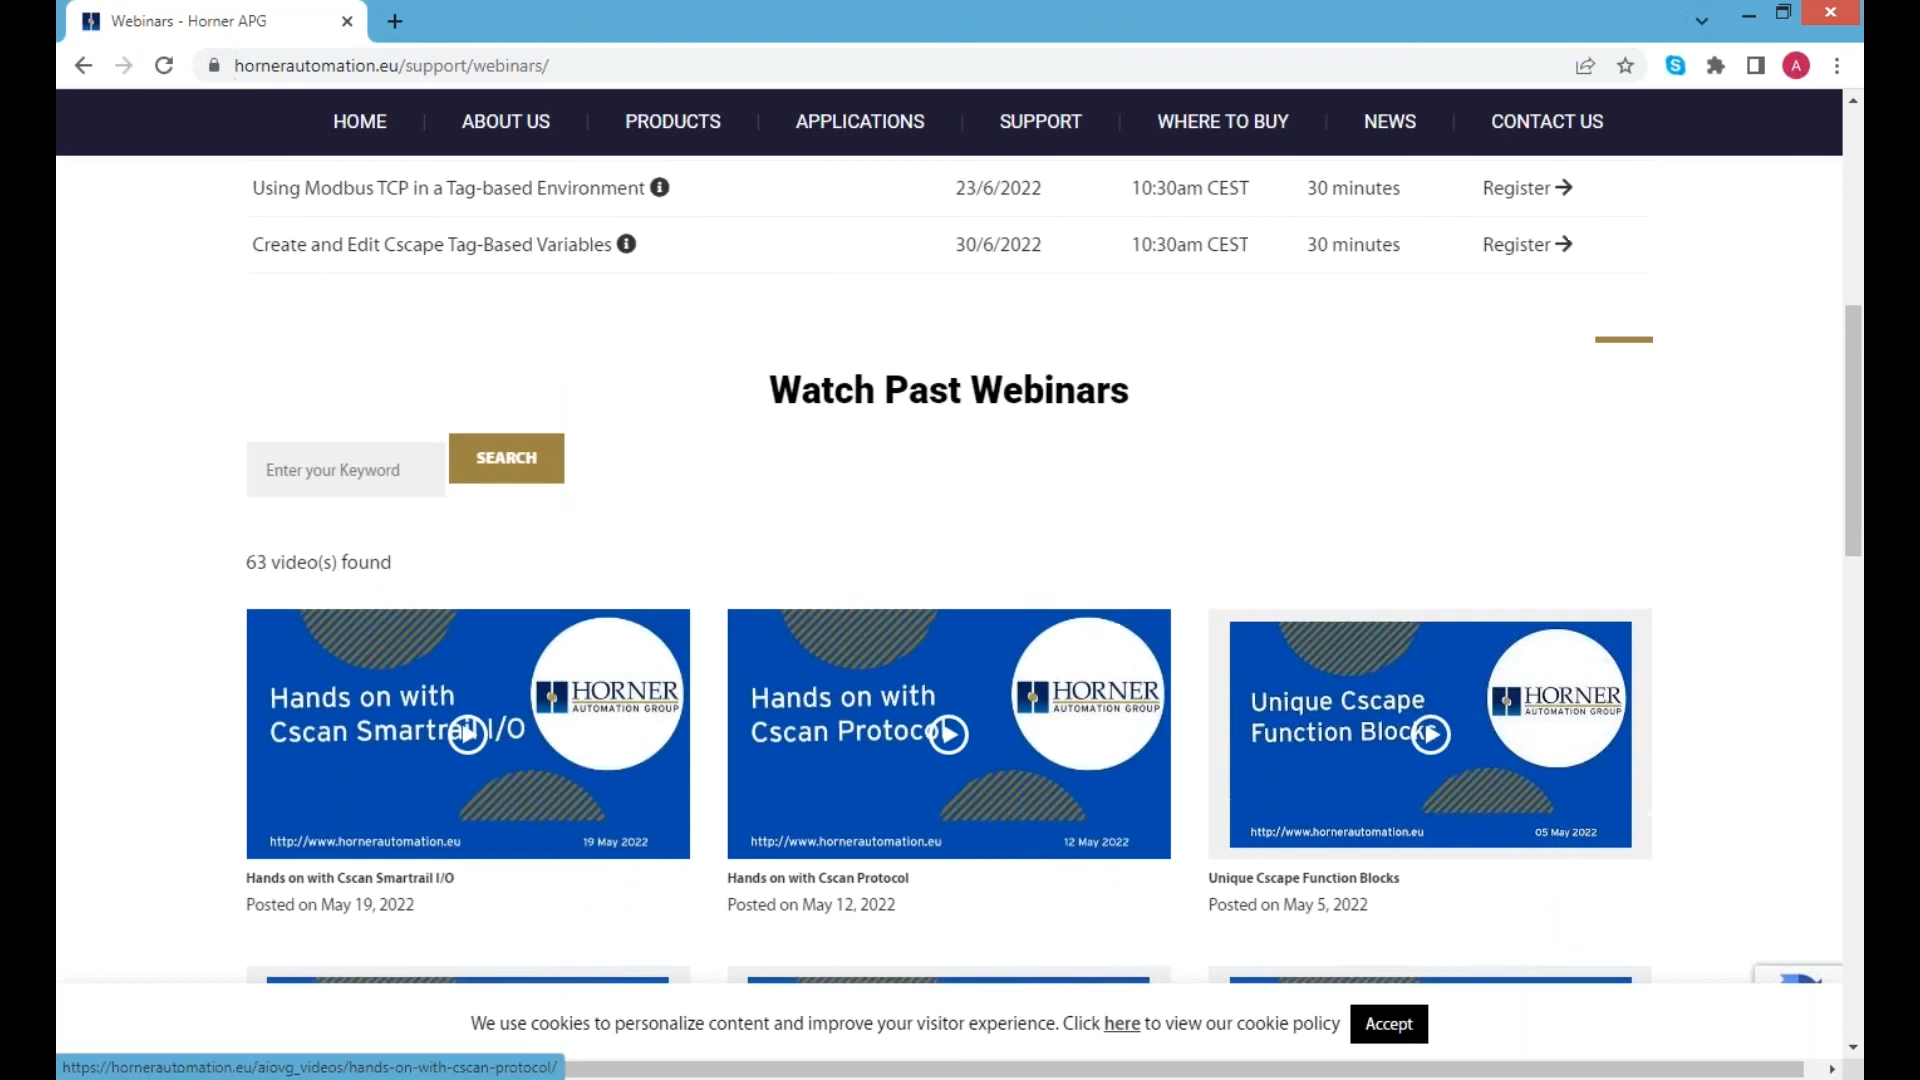 Webinars - Horner APG
hornerautomation.eu/support/webinars/
A
HOME ABOUT US PRODUCTS APPLICATIONS SUPPORT WHERE TO BUY NEWS CONTACT US
Using Modbus TCP in a Tag-based Environment 23/6/2022 10:30am CEST 30 minutes Register
Create and Edit Cscape Tag-Based Variables 30/6/2022 10:30am CEST 30 minutes Register
Watch Past Webinars
Enter your Keyword SEARCH
63 video(s) found
Hands on with
Cscan Smartrail I/O
HORNER
AUTOMATION GROUP
http://www.hornerautomation.eu 19 May 2022
Hands on with Cscan Smartrail I/O
Posted on May 19, 2022
Hands on with
Cscan Protocol
HORNER
AUTOMATION GROUP
http://www.hornerautomation.eu 12 May 2022
Hands on with Cscan Protocol
Posted on May 12, 2022
Unique Cscape
Function Blocks
HORNER
AUTOMATION GROUP
http://www.hornerautomation.eu 05 May 2022
Unique Cscape Function Blocks
Posted on May 5, 2022
We use cookies to personalize content and improve your visitor experience. Click here to view our cookie policy Accept
https://hornerautomation.eu/aiovg_videos/hands-on-with-cscan-protocol/